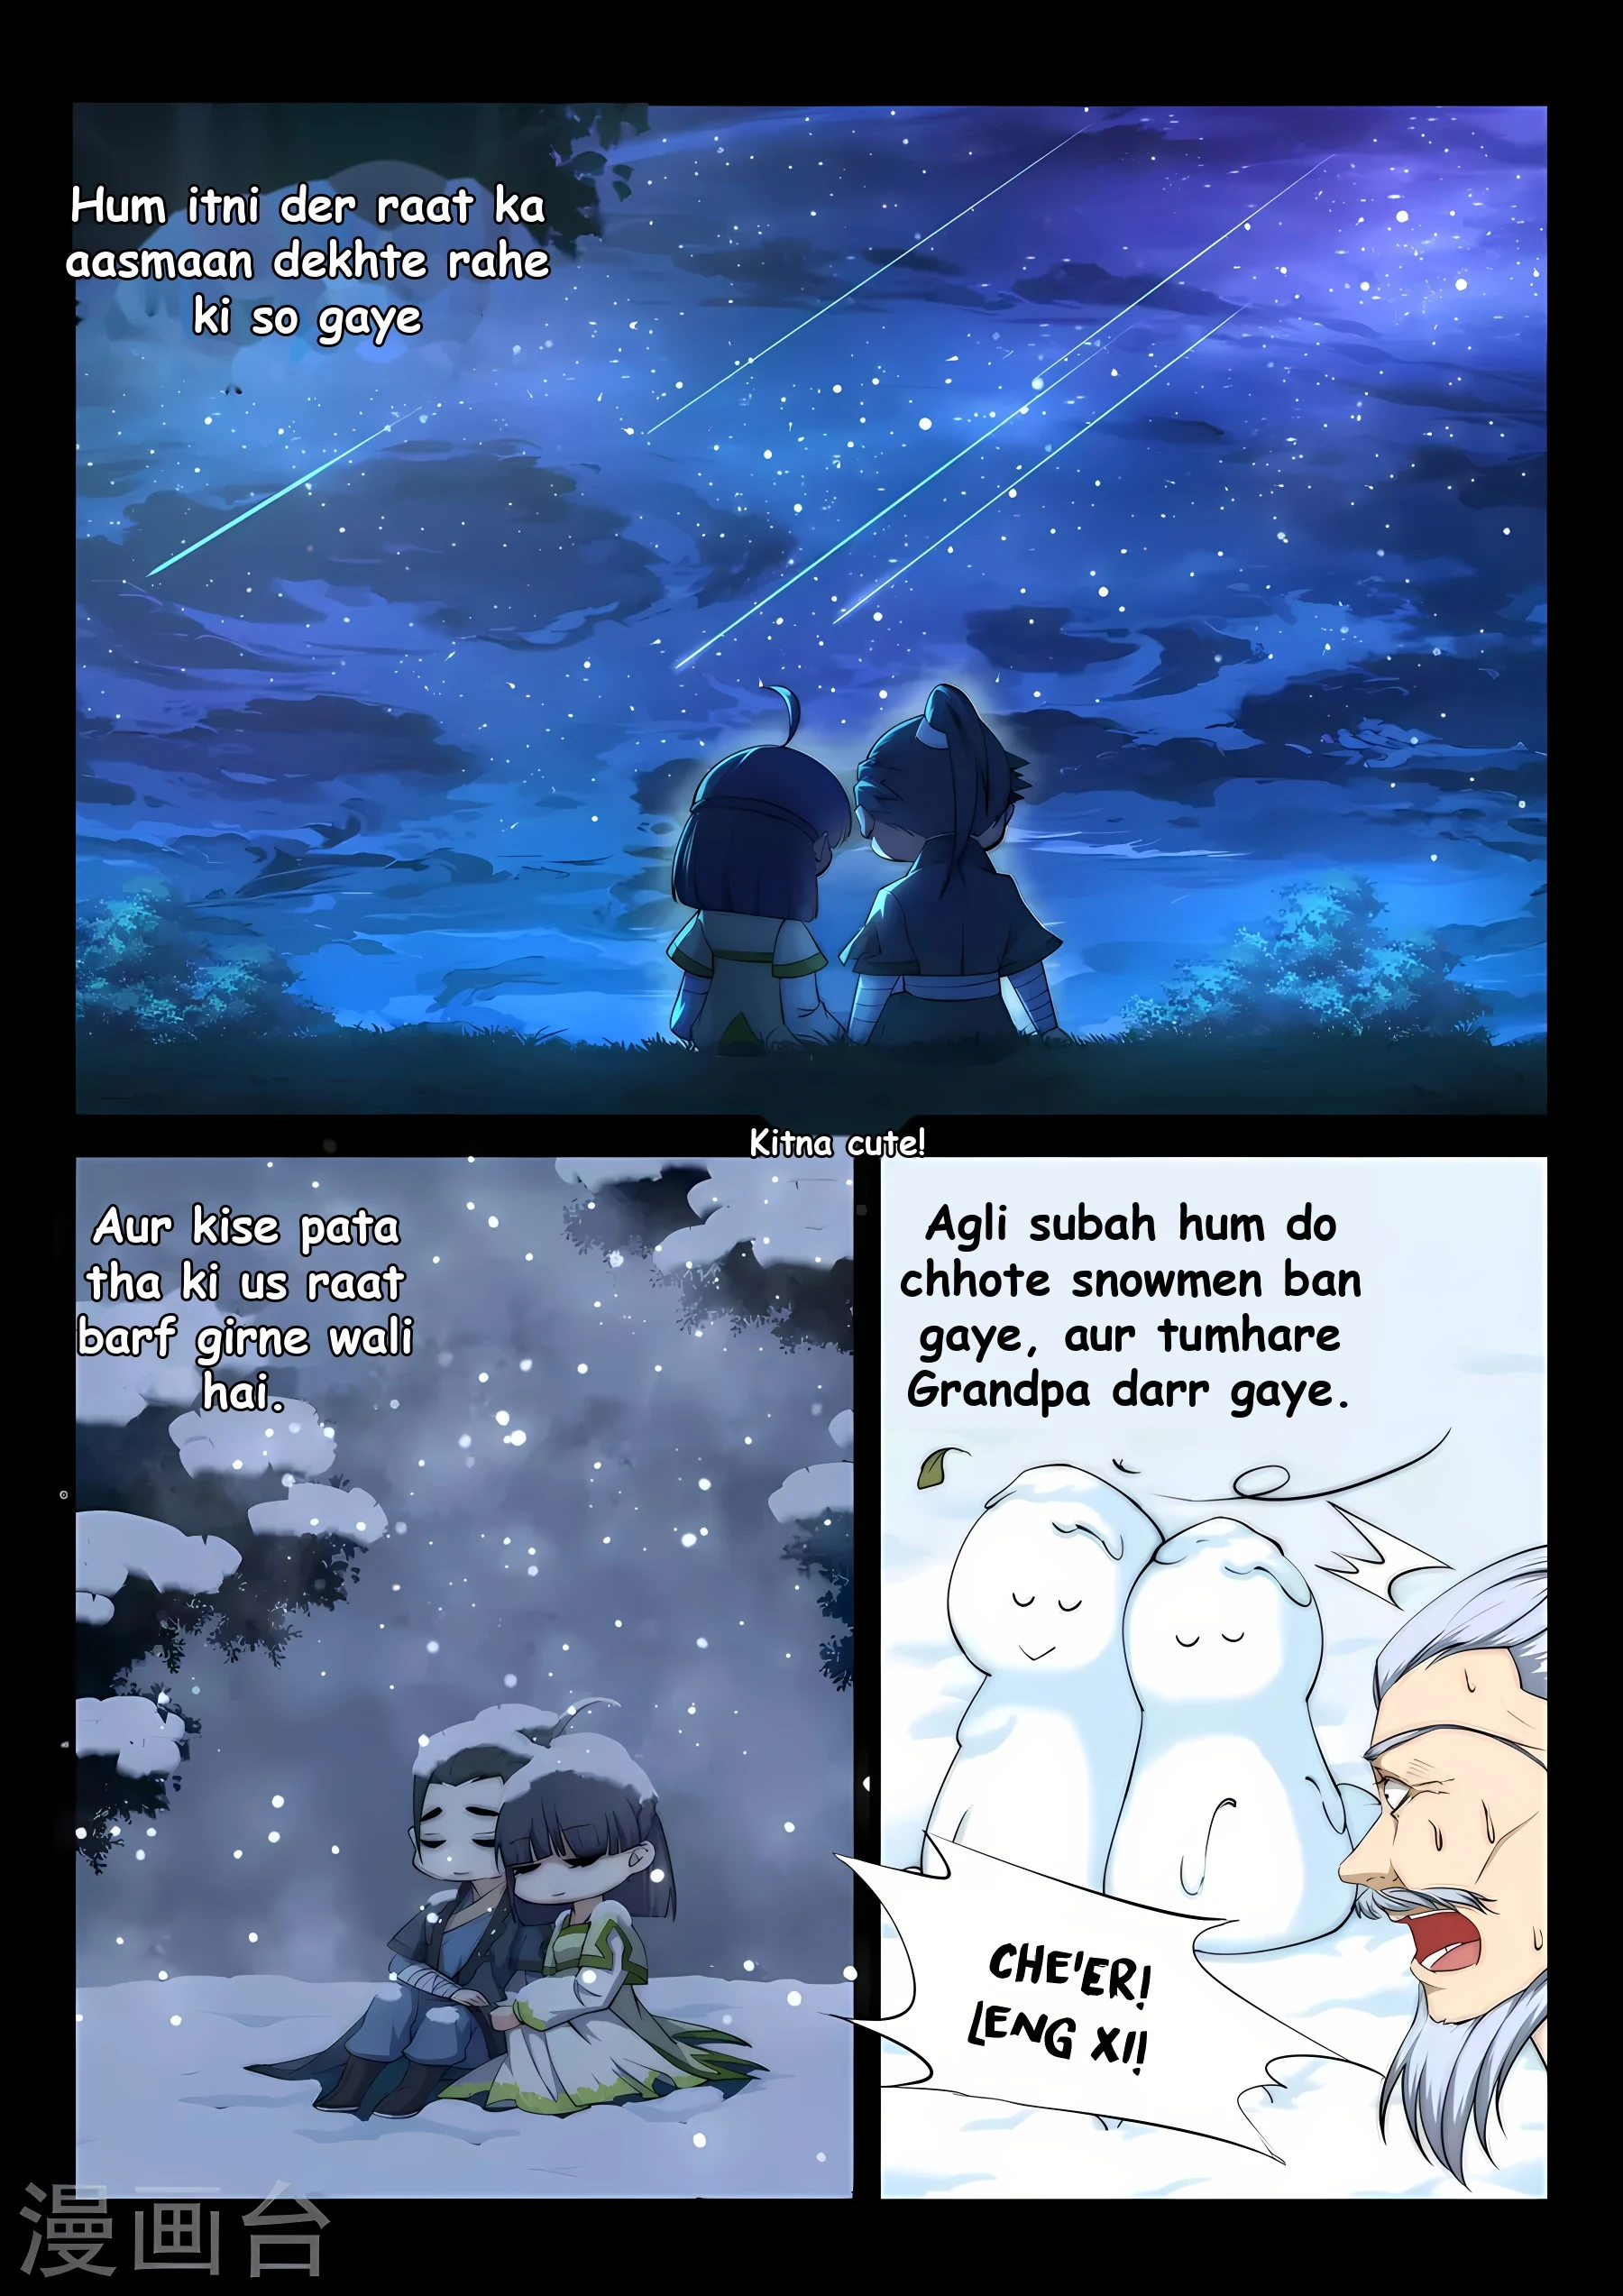 Hum itni der raat ka
aasmaan dekhte rahe
ki so gaye
Kitna cute!
Aur kise pata
tha ki us raat
barf girne wali
hai.
Agli subah hum do
chhote snowmen ban
gaye, aur tumhare
Grandpa darr gaye.
CHE'ER!
LENG XI!
漫画台